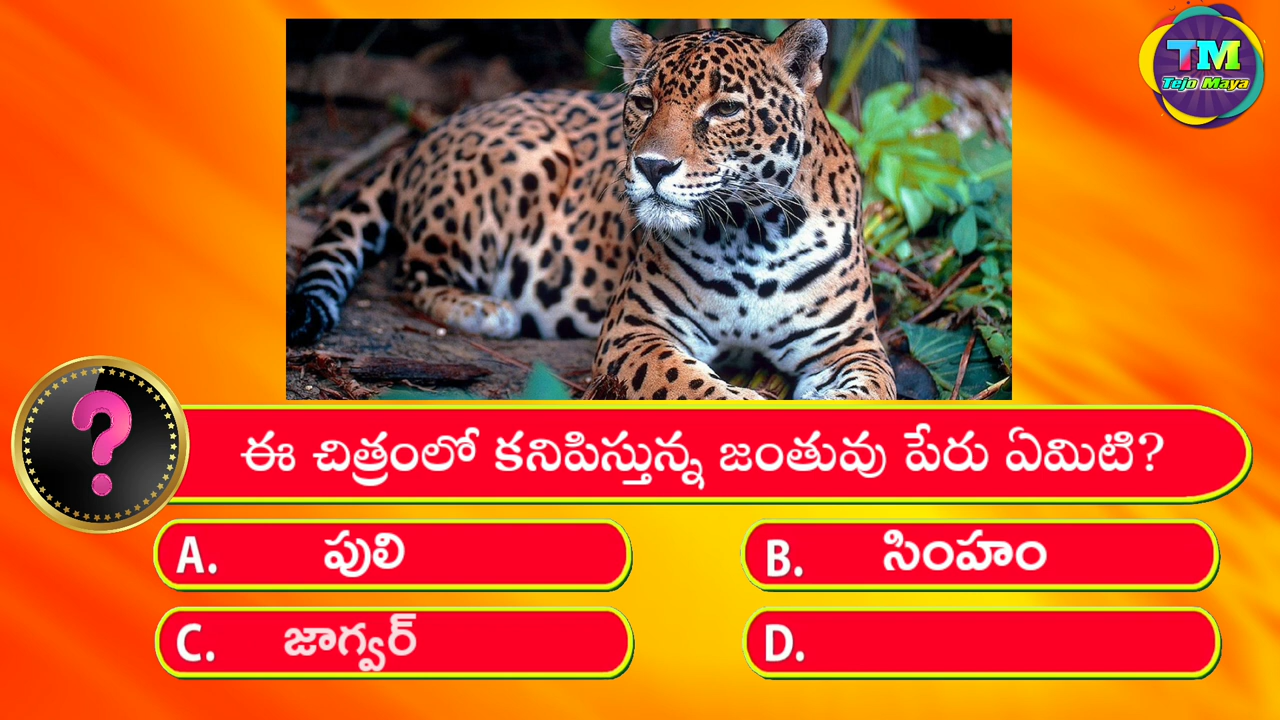 TM
Tejo Maya
?
ఈ చిత్రంలో కనిపిస్తున్న జంతువు పేరు ఏమిటి?
A. పులి
B. సింహం
C. జాగ్వర్
D.